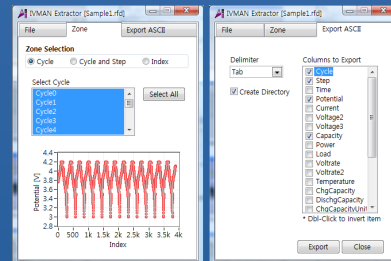 IVMAN Extractor [Sample1.rfd]
File
Zone
Export ASCII
Zone Selection
Cycle
Cycle and Step
Index
Select Cycle
Cycle0
Cycle1
Cycle2
Cycle3
Cycle4
Select All
Potential [V]
4.4
4.2
4
3.8
3.6
3.4
3.2
3
2.8
0 500 1k 1.5k 2k 2.5k 3k 3.5k 4k
Index
IVMAN Extractor [Sample1.rfd]
File
Zone
Export ASCII
Delimiter
Tab
Create Directory
Columns to Export
Cycle
Step
Time
Potential
Current
Voltage2
Voltage3
Capacity
Power
Load
Voltrate
Voltrate2
Temperature
ChgCapacity
DischgCapacity
ChgCapacityUnit
* Dbl-Click to invert item
Export
Close